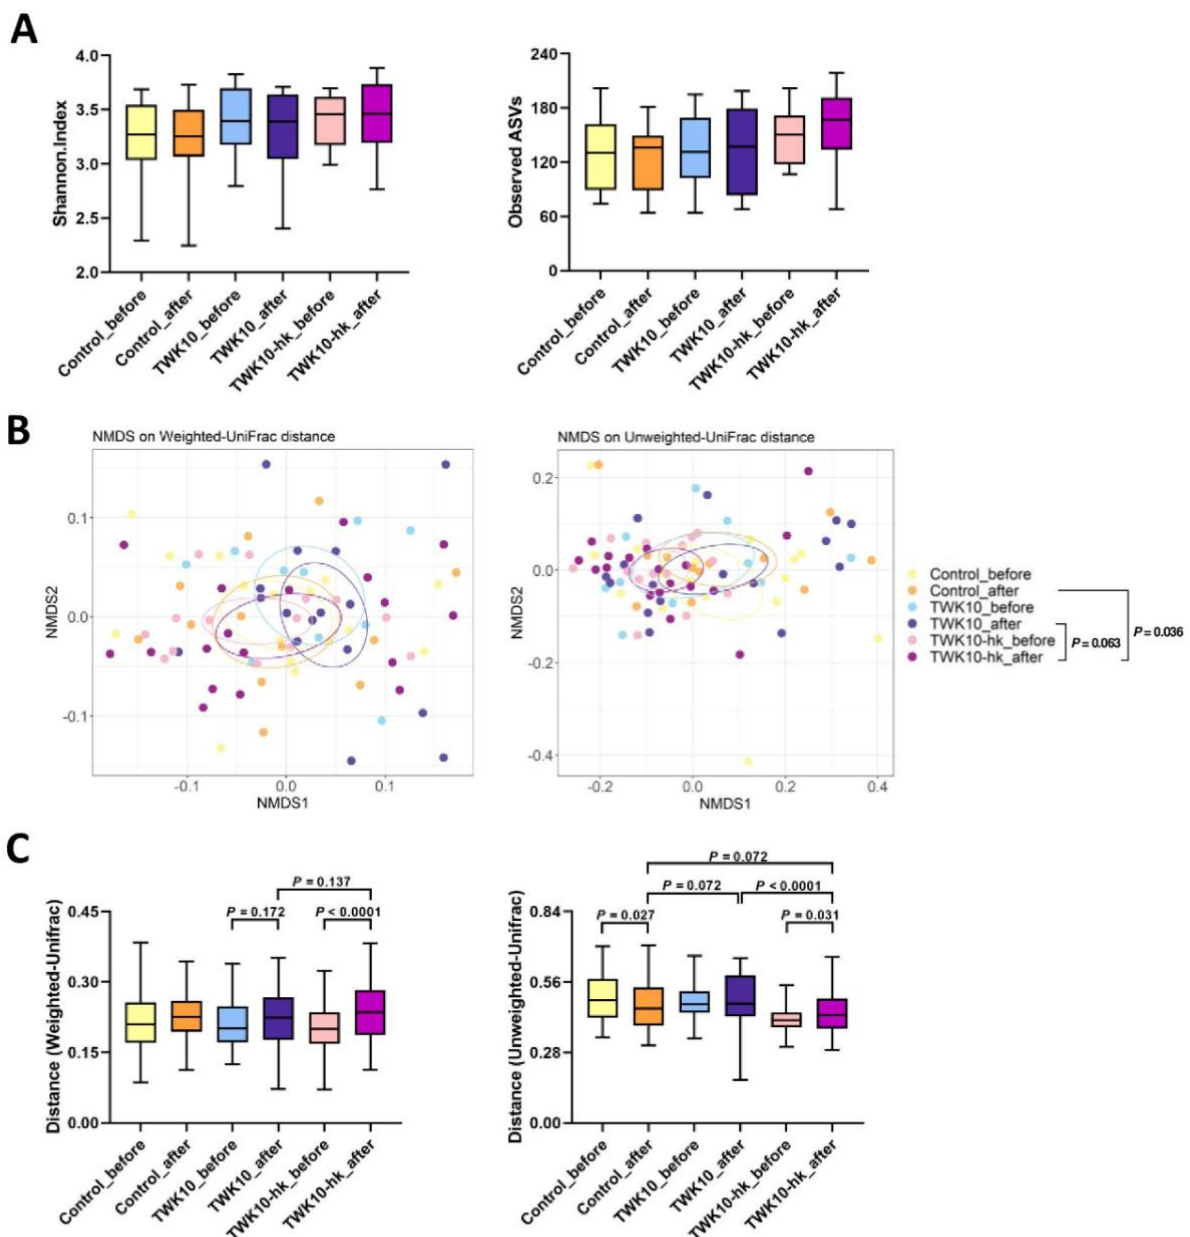 A
Shannon.Index
4.0
3.5
3.0
2.5
2.0
Control_before
Control_after
TWK10_before
TWK10_after
TWK10-hk_before
TWK10-hk_after
Observed ASVs
240
180
120
60
0
Control_before
Control_after
TWK10_before
TWK10_after
TWK10-hk_before
TWK10-hk_after
B
NMDS on Weighted-UniFrac distance
NMDS2
0.1
0.0
-0.1
-0.1 0.0 0.1
NMDS1
NMDS on Unweighted-UniFrac distance
NMDS2
0.2
0.0
-0.2
-0.4
-0.2 0.0 0.2 0.4
NMDS1
Control_before
Control_after
TWK10_before
TWK10_after
TWK10-hk_before
TWK10-hk_after
P = 0.063
P = 0.036
C
Distance (Weighted-Unifrac)
0.45
0.30
0.15
0.00
P = 0.137
P = 0.172
P < 0.0001
Control_before
Control_after
TWK10_before
TWK10_after
TWK10-hk_before
TWK10-hk_after
Distance (Unweighted-Unifrac)
0.84
0.56
0.28
0.00
P = 0.072
P = 0.072
P < 0.0001
P = 0.027
P = 0.031
Control_before
Control_after
TWK10_before
TWK10_after
TWK10-hk_before
TWK10-hk_after